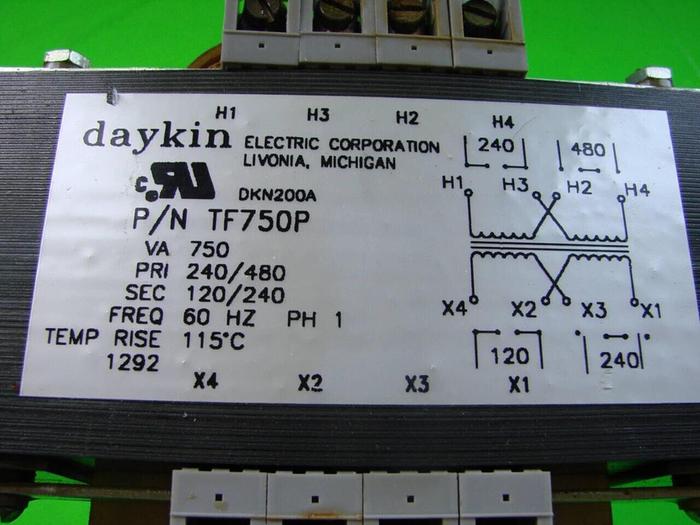 H1 H3 H2 H4
daykin ELECTRIC CORPORATION
LIVONIA, MICHIGAN
c RU DKN200A
P/N TF750P
VA 750
PRI 240/480
SEC 120/240
FREQ 60 HZ PH 1
TEMP RISE 115°C
1292
X4 X2 X3 X1
240 480
H1 H3 H2 H4
X4 X2 X3 X1
120 240